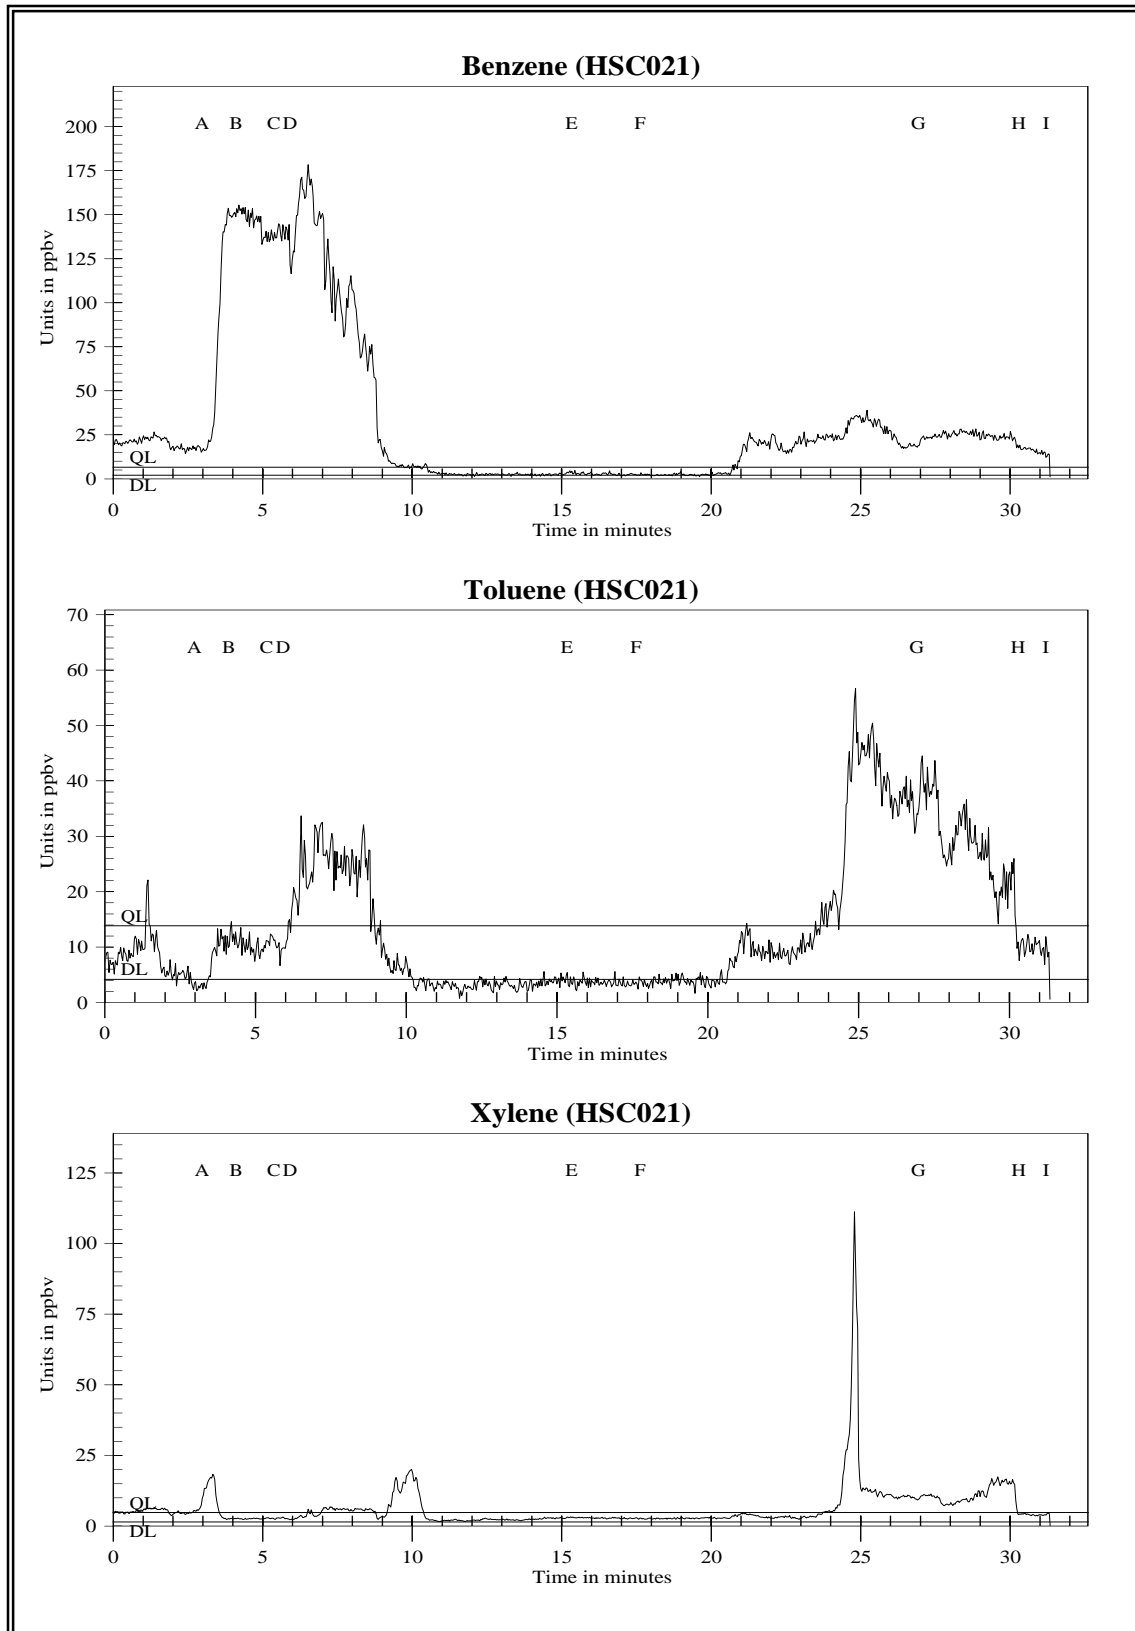 Benzene (HSC021)
A B C D E F G H I
200
175
150
125
100
75
50
25
0
Units in ppbv
QL
DL
0 5 10 15 20 25 30
Time in minutes
Toluene (HSC021)
A B C D E F G H I
70
60
50
40
30
20
10
0
Units in ppbv
QL
DL
0 5 10 15 20 25 30
Time in minutes
Xylene (HSC021)
A B C D E F G H I
125
100
75
50
25
0
Units in ppbv
QL
DL
0 5 10 15 20 25 30
Time in minutes